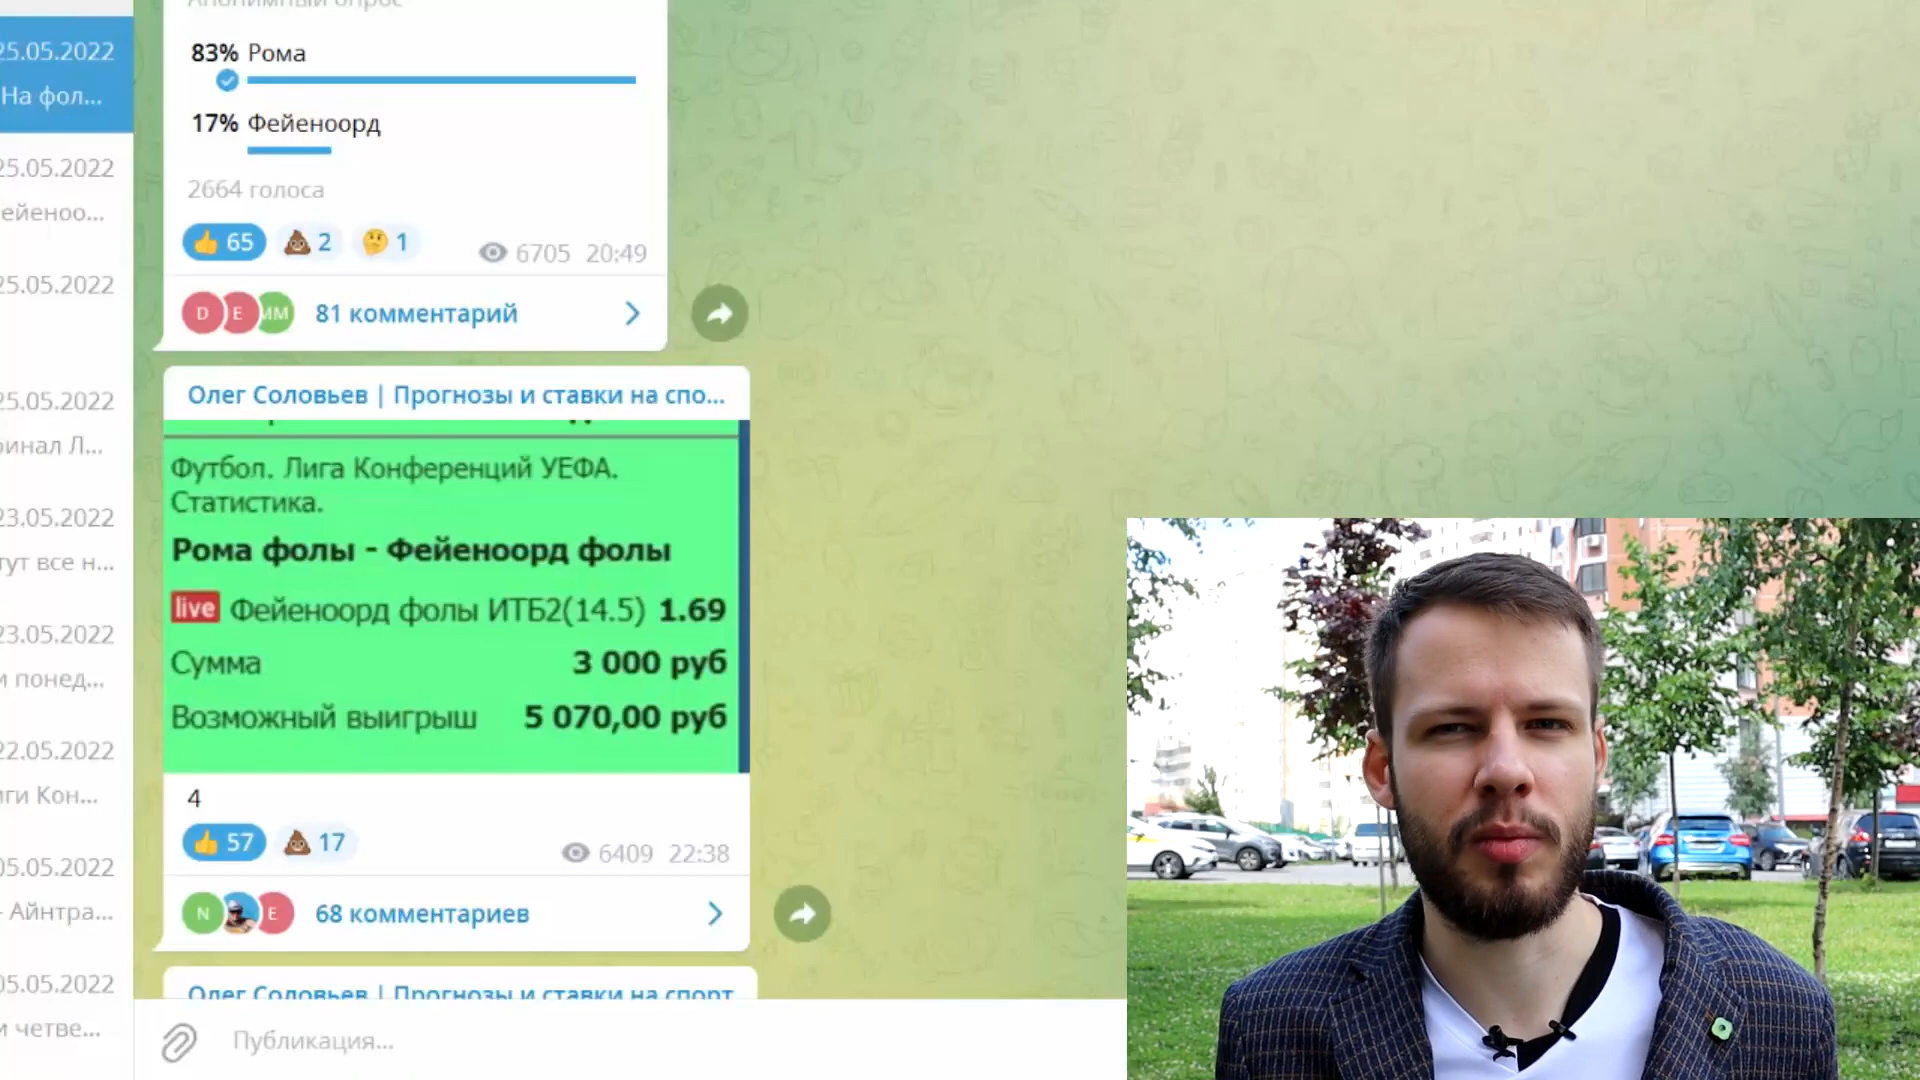 25.05.2022
На фол...
25.05.2022
ейеноо...
25.05.2022
25.05.2022
инал Л...
23.05.2022
тут все н...
23.05.2022
и понед...
22.05.2022
ги Кон...
05.05.2022
- Айнтра...
05.05.2022
и четве...
Анонимный опрос
83% Рома
17% Фейеноорд
2664 голоса
65 2 1 6705 20:49
D E ММ 81 комментарий
Олег Соловьев | Прогнозы и ставки на спо...
Футбол. Лига Конференций УЕФА.
Статистика.
Рома фолы - Фейеноорд фолы
live Фейеноорд фолы ИТБ2(14.5) 1.69
Сумма 3 000 руб
Возможный выигрыш 5 070,00 руб
4
57 17 6409 22:38
N E 68 комментариев
Олег Соловьев | Прогнозы и ставки на спорт
Публикация...